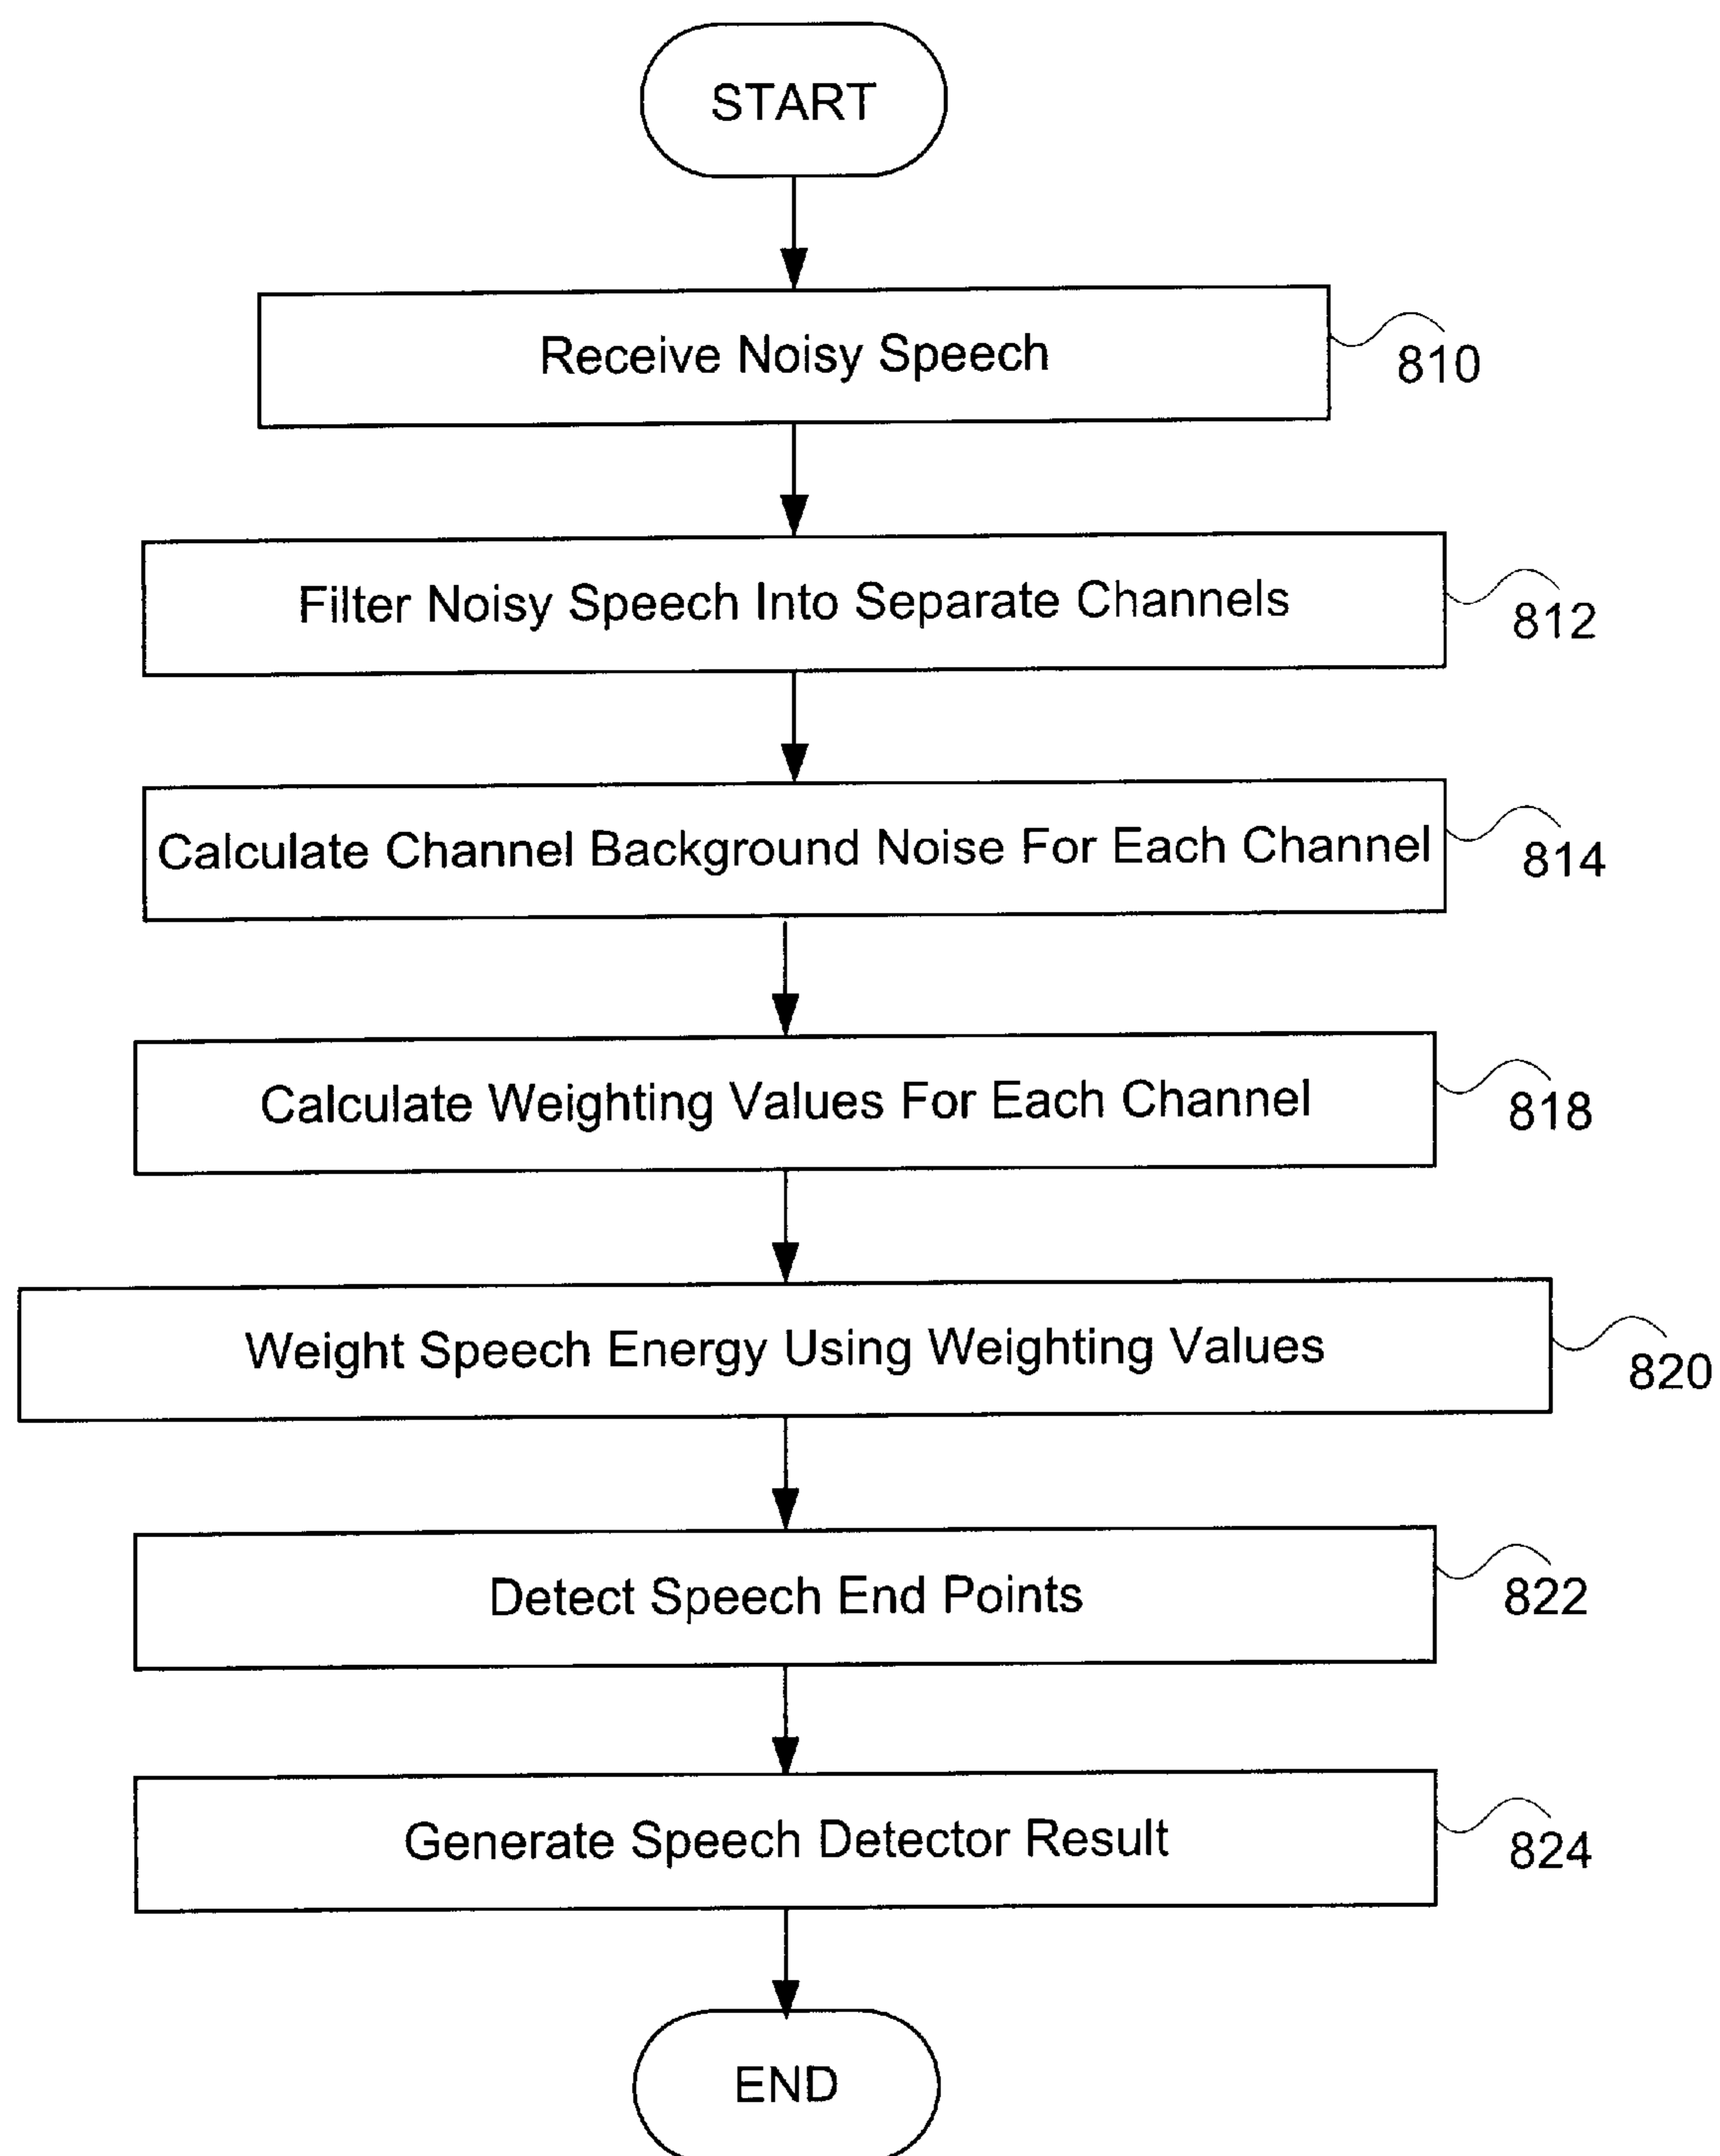 START
Receive Noisy Speech
810
Filter Noisy Speech Into Separate Channels
812
Calculate Channel Background Noise For Each Channel
814
Calculate Weighting Values For Each Channel
818
Weight Speech Energy Using Weighting Values
820
Detect Speech End Points
822
Generate Speech Detector Result
824
END